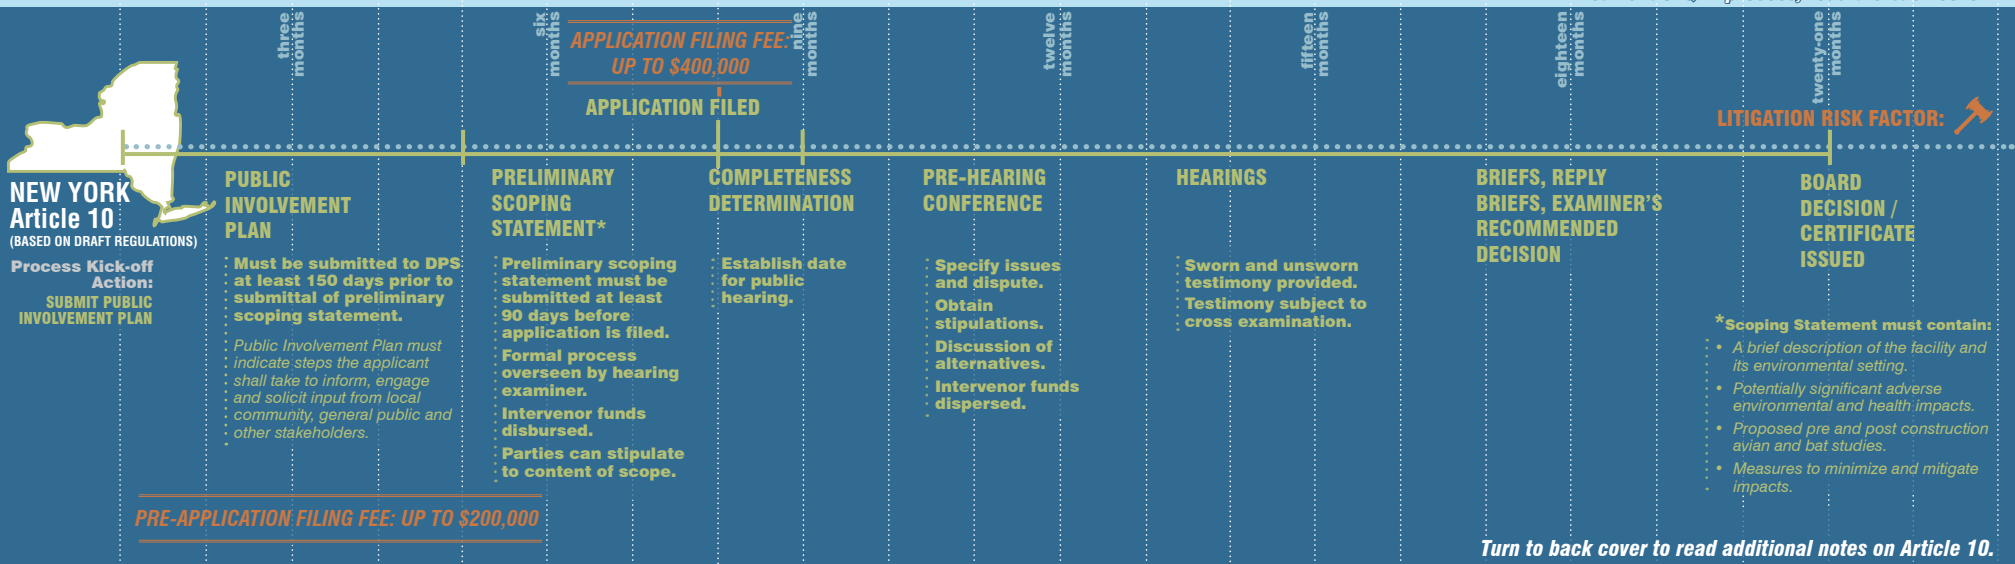 three
months
six
months
nine
months
twelve
months
fifteen
months
eighteen
months
twenty-one
months
APPLICATION FILING FEE:
UP TO $400,000
APPLICATION FILED
LITIGATION RISK FACTOR:
NEW YORK
Article 10
(BASED ON DRAFT REGULATIONS)
Process Kick-off
Action:
SUBMIT PUBLIC
INVOLVEMENT PLAN
PUBLIC
INVOLVEMENT
PLAN
Must be submitted to DPS
at least 150 days prior to
submittal of preliminary
scoping statement.
Public Involvement Plan must
indicate steps the applicant
shall take to inform, engage
and solicit input from local
community, general public and
other stakeholders.
PRELIMINARY
SCOPING
STATEMENT*
Preliminary scoping
statement must be
submitted at least
90 days before
application is filed.
Formal process
overseen by hearing
examiner.
Intervenor funds
disbursed.
Parties can stipulate
to content of scope.
COMPLETENESS
DETERMINATION
Establish date
for public
hearing.
PRE-HEARING
CONFERENCE
Specify issues
and dispute.
Obtain
stipulations.
Discussion of
alternatives.
Intervenor funds
dispersed.
HEARINGS
Sworn and unsworn
testimony provided.
Testimony subject to
cross examination.
BRIEFS, REPLY
BRIEFS, EXAMINER'S
RECOMMENDED
DECISION
BOARD
DECISION /
CERTIFICATE
ISSUED
*Scoping Statement must contain:
• A brief description of the facility and
its environmental setting.
• Potentially significant adverse
environmental and health impacts.
• Proposed pre and post construction
avian and bat studies.
• Measures to minimize and mitigate
impacts.
PRE-APPLICATION FILING FEE: UP TO $200,000
Turn to back cover to read additional notes on Article 10.